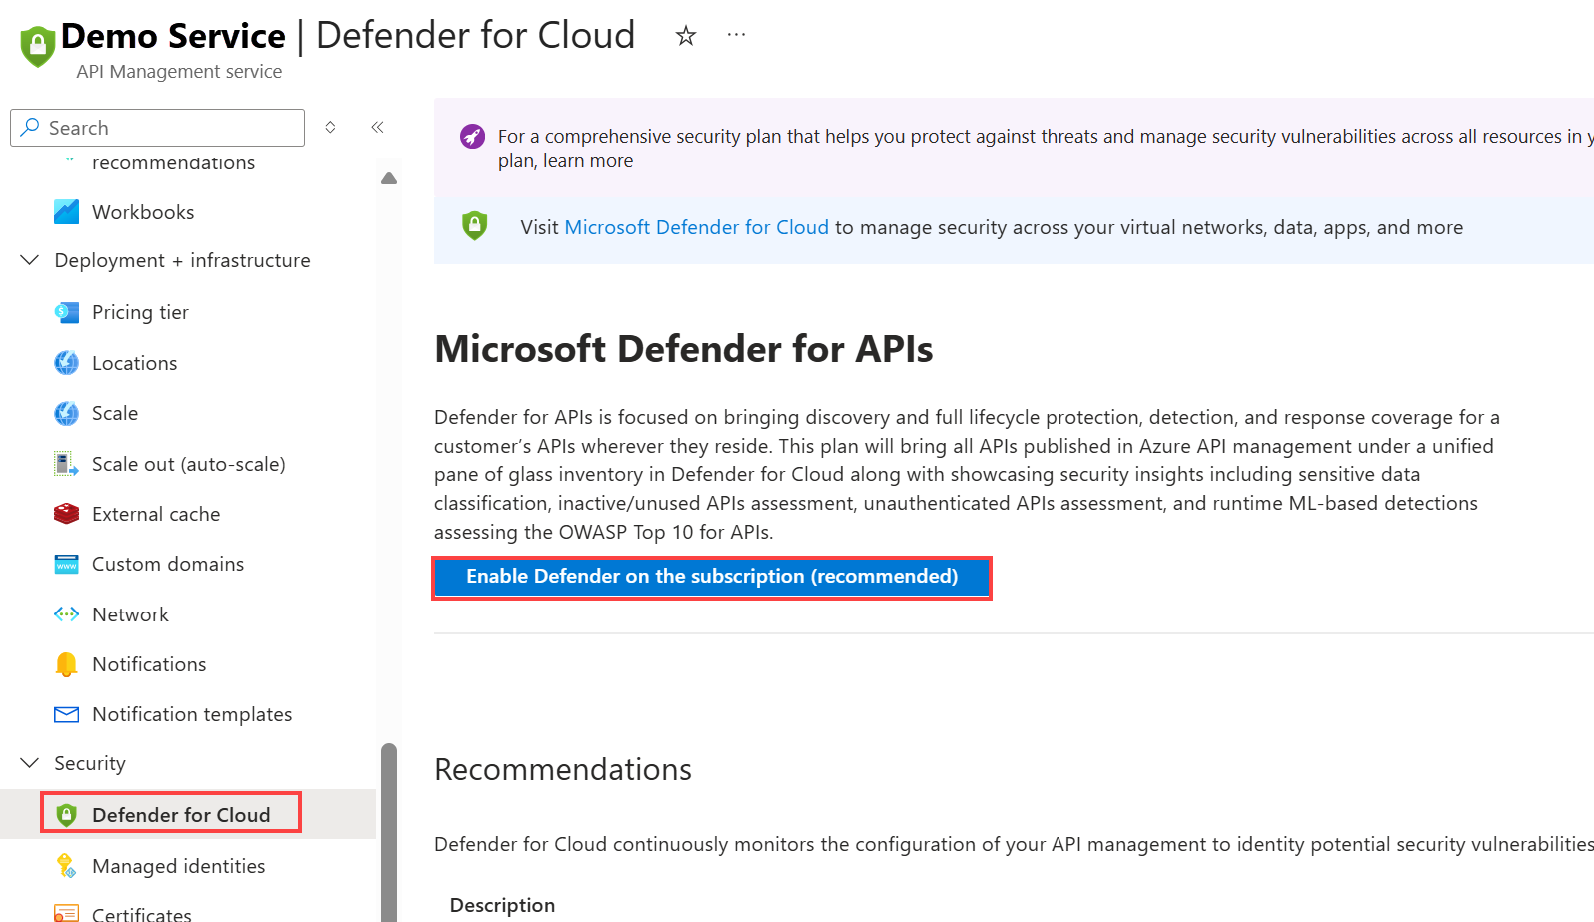 Demo Service | Defender for Cloud
API Management service
Search
recommendations
Workbooks
Deployment + infrastructure
Pricing tier
Locations
Scale
Scale out (auto-scale)
External cache
Custom domains
Network
Notifications
Notification templates
Security
Defender for Cloud
Managed identities
Certificates
For a comprehensive security plan that helps you protect against threats and manage security vulnerabilities across all resources in
plan, learn more
Visit Microsoft Defender for Cloud to manage security across your virtual networks, data, apps, and more
Microsoft Defender for APIs
Defender for APIs is focused on bringing discovery and full lifecycle protection, detection, and response coverage for a
customer’s APIs wherever they reside. This plan will bring all APIs published in Azure API management under a unified
pane of glass inventory in Defender for Cloud along with showcasing security insights including sensitive data
classification, inactive/unused APIs assessment, unauthenticated APIs assessment, and runtime ML-based detections
assessing the OWASP Top 10 for APIs.
Enable Defender on the subscription (recommended)
Recommendations
Defender for Cloud continuously monitors the configuration of your API management to identify potential security vulnerabilities
Description